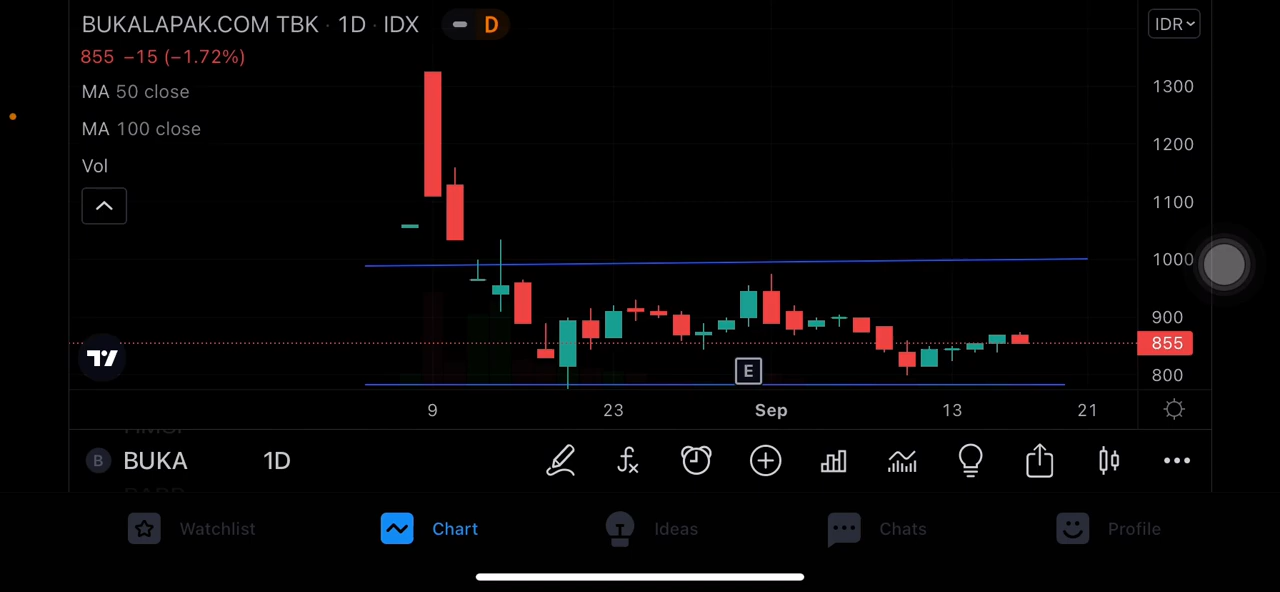 BUKALAPAK.COM TBK · 1D · IDX D
IDR
855 −15 (−1.72%)
MA 50 close
MA 100 close
Vol
1300
1200
1100
1000
900
855
800
E
9 23 Sep 13 21
B BUKA 1D
Watchlist Chart Ideas Chats Profile